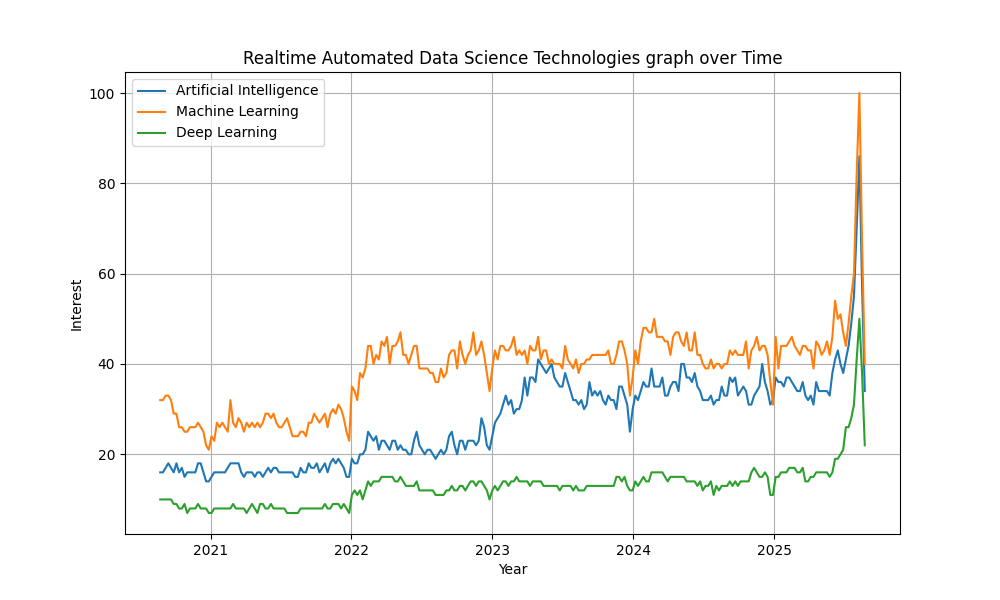 Realtime Automated Data Science Technologies graph over Time
Artificial Intelligence
Machine Learning
Deep Learning
100
80
60
40
20
Interest
2021 2022 2023 2024 2025
Year